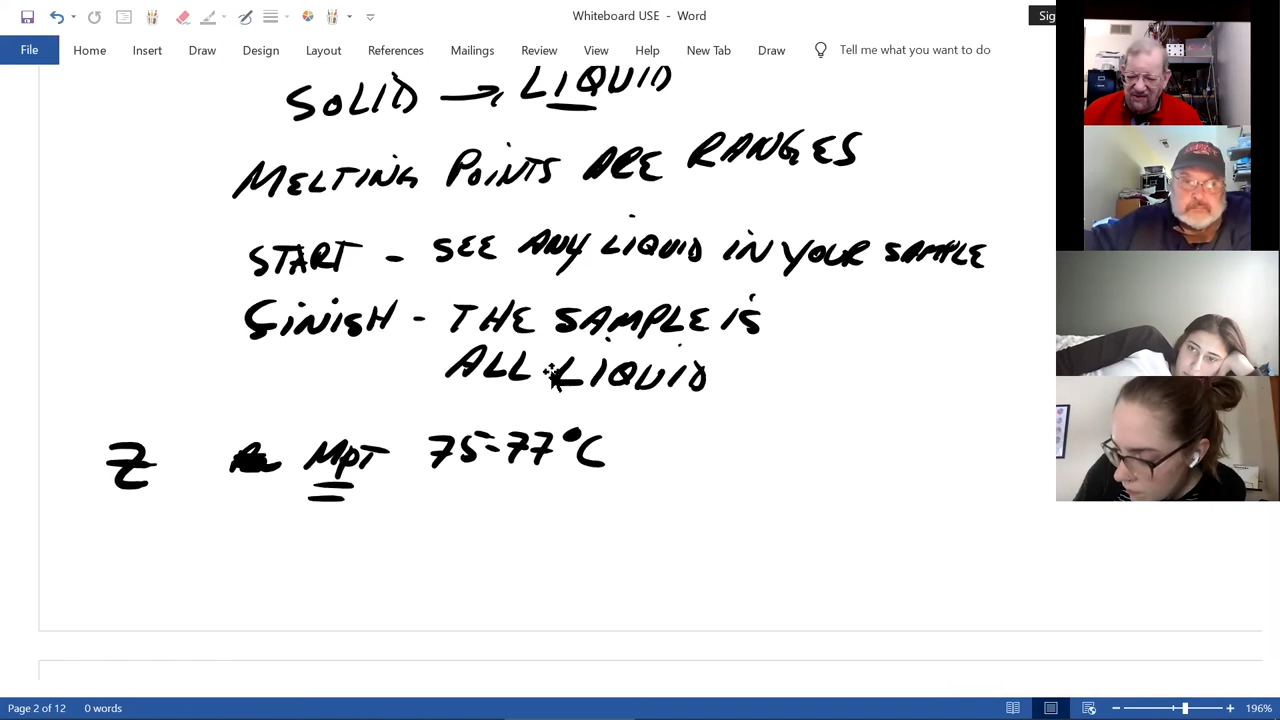 Whiteboard USE - Word
Sig
File Home Insert Draw Design Layout References Mailings Review View Help New Tab Draw Tell me what you want to do
SOLID → LIQUID
MELTING POINTS ARE RANGES
START - SEE ANY LIQUID IN YOUR SAMPLE
FINISH - THE SAMPLE IS
ALL LIQUID
Z MPT 75-77°C
Page 2 of 12 0 words 196%